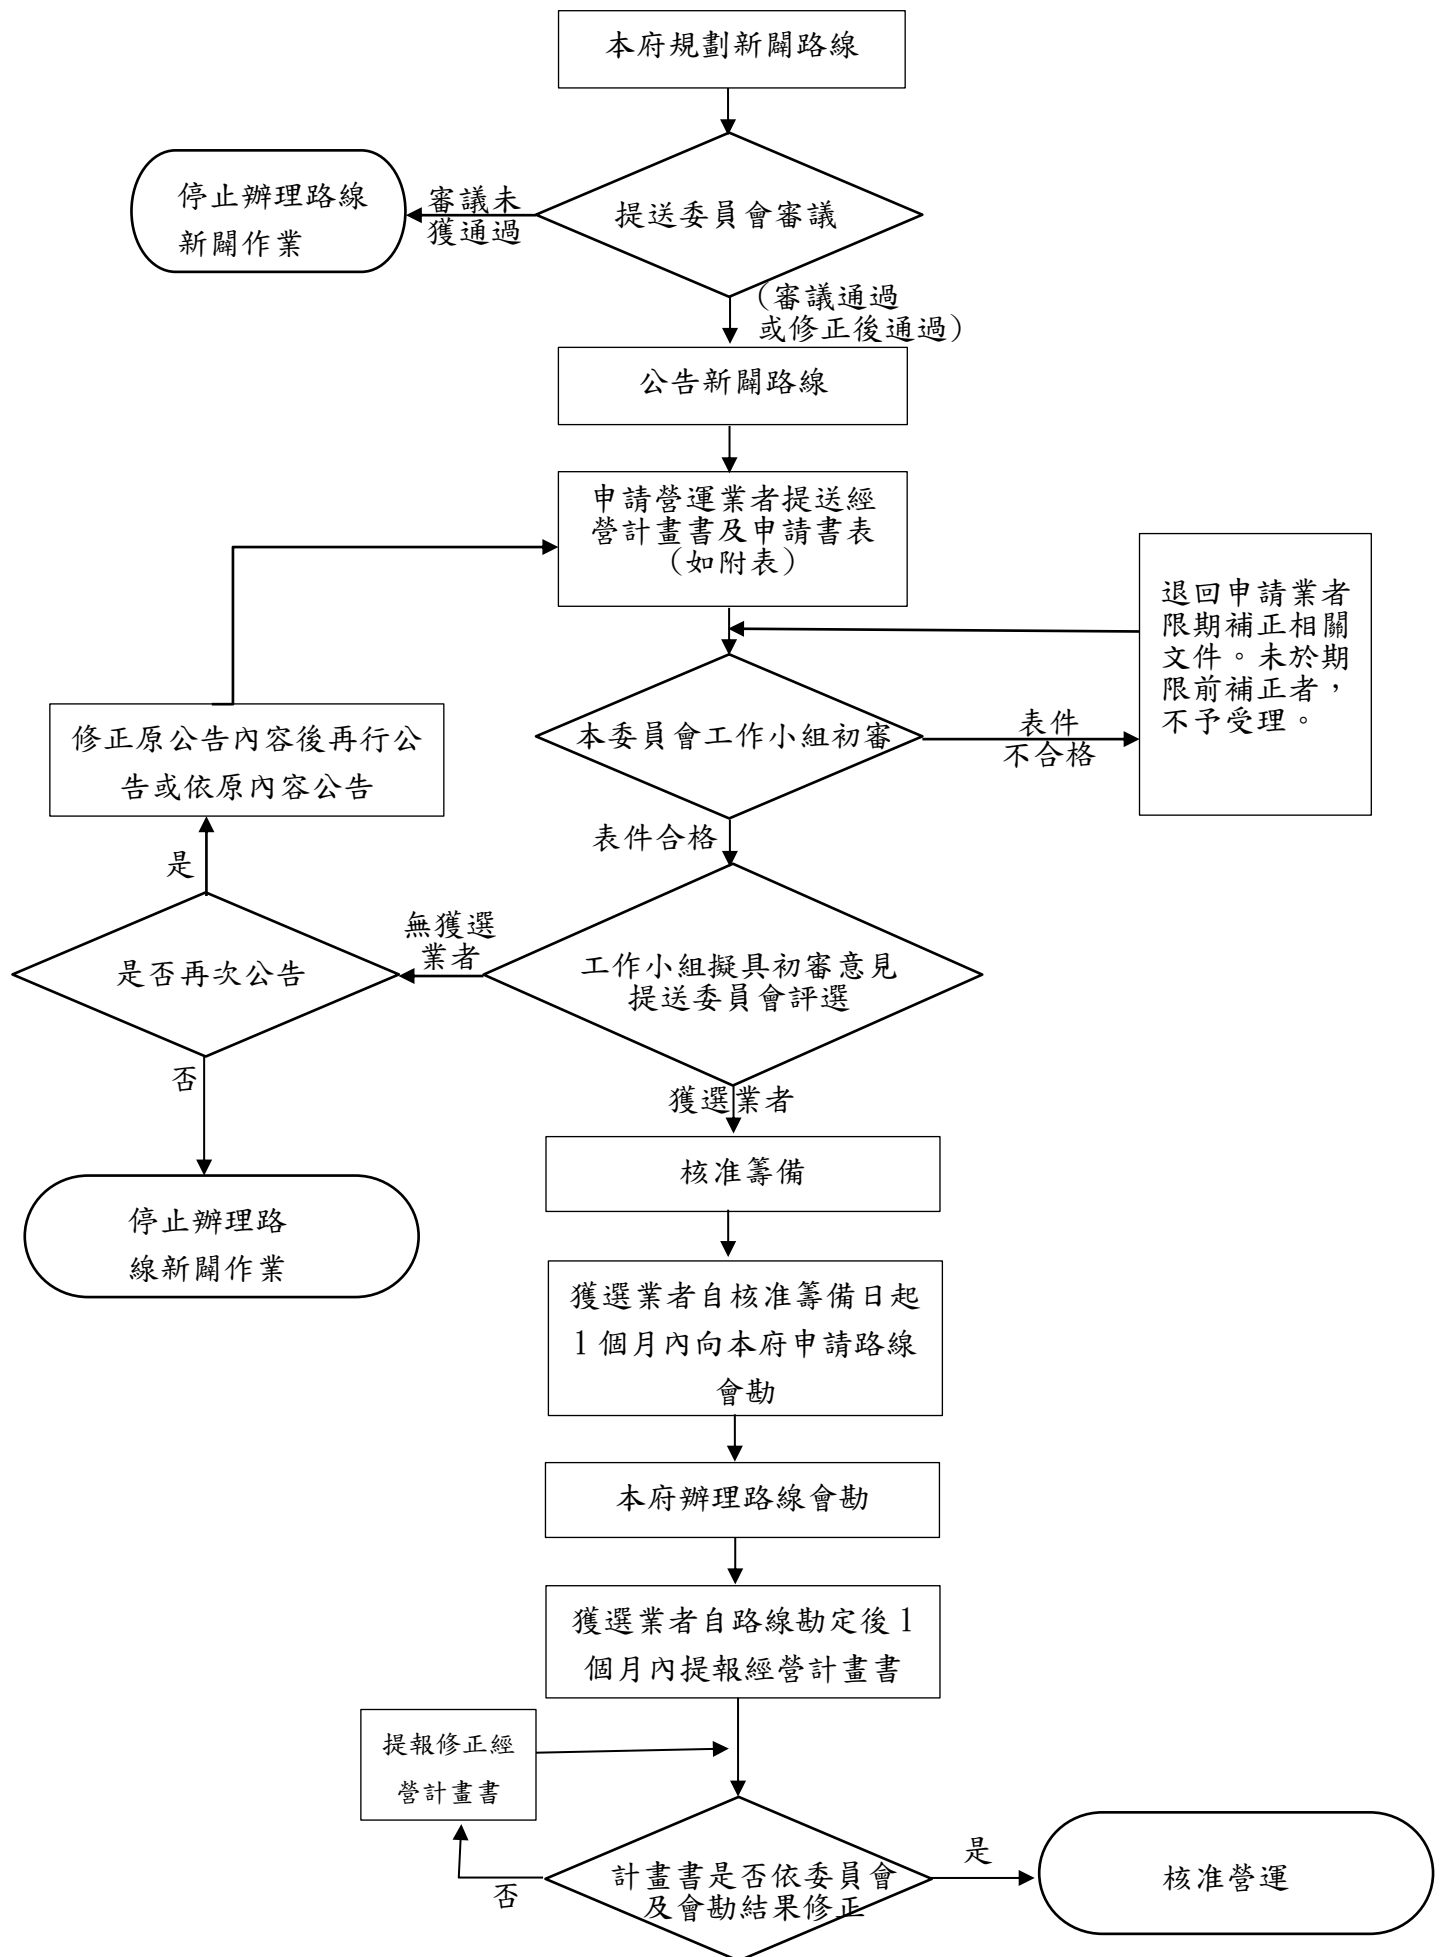 本府規劃新闢路線
停止辦理路線
新闢作業
審議未
獲通過
提送委員會審議
(審議通過
或修正後通過)
公告新闢路線
申請營運業者提送經
營計畫書及申請書表
(如附表)
退回申請業者
限期補正相關
文件。未於期
限前補正者，
不予受理。
修正原公告內容後再行公
告或依原內容公告
本委員會工作小組初審
表件
不合格
表件合格
是
無獲選
業者
是否再次公告
工作小組擬具初審意見
提送委員會評選
否
獲選業者
核准籌備
停止辦理路
線新闢作業
獲選業者自核准籌備日起
1個月內向本府申請路線
會勘
本府辦理路線會勘
獲選業者自路線勘定後1
個月內提報經營計畫書
提報修正經
營計畫書
計畫書是否依委員會
及會勘結果修正
否
是
核准營運